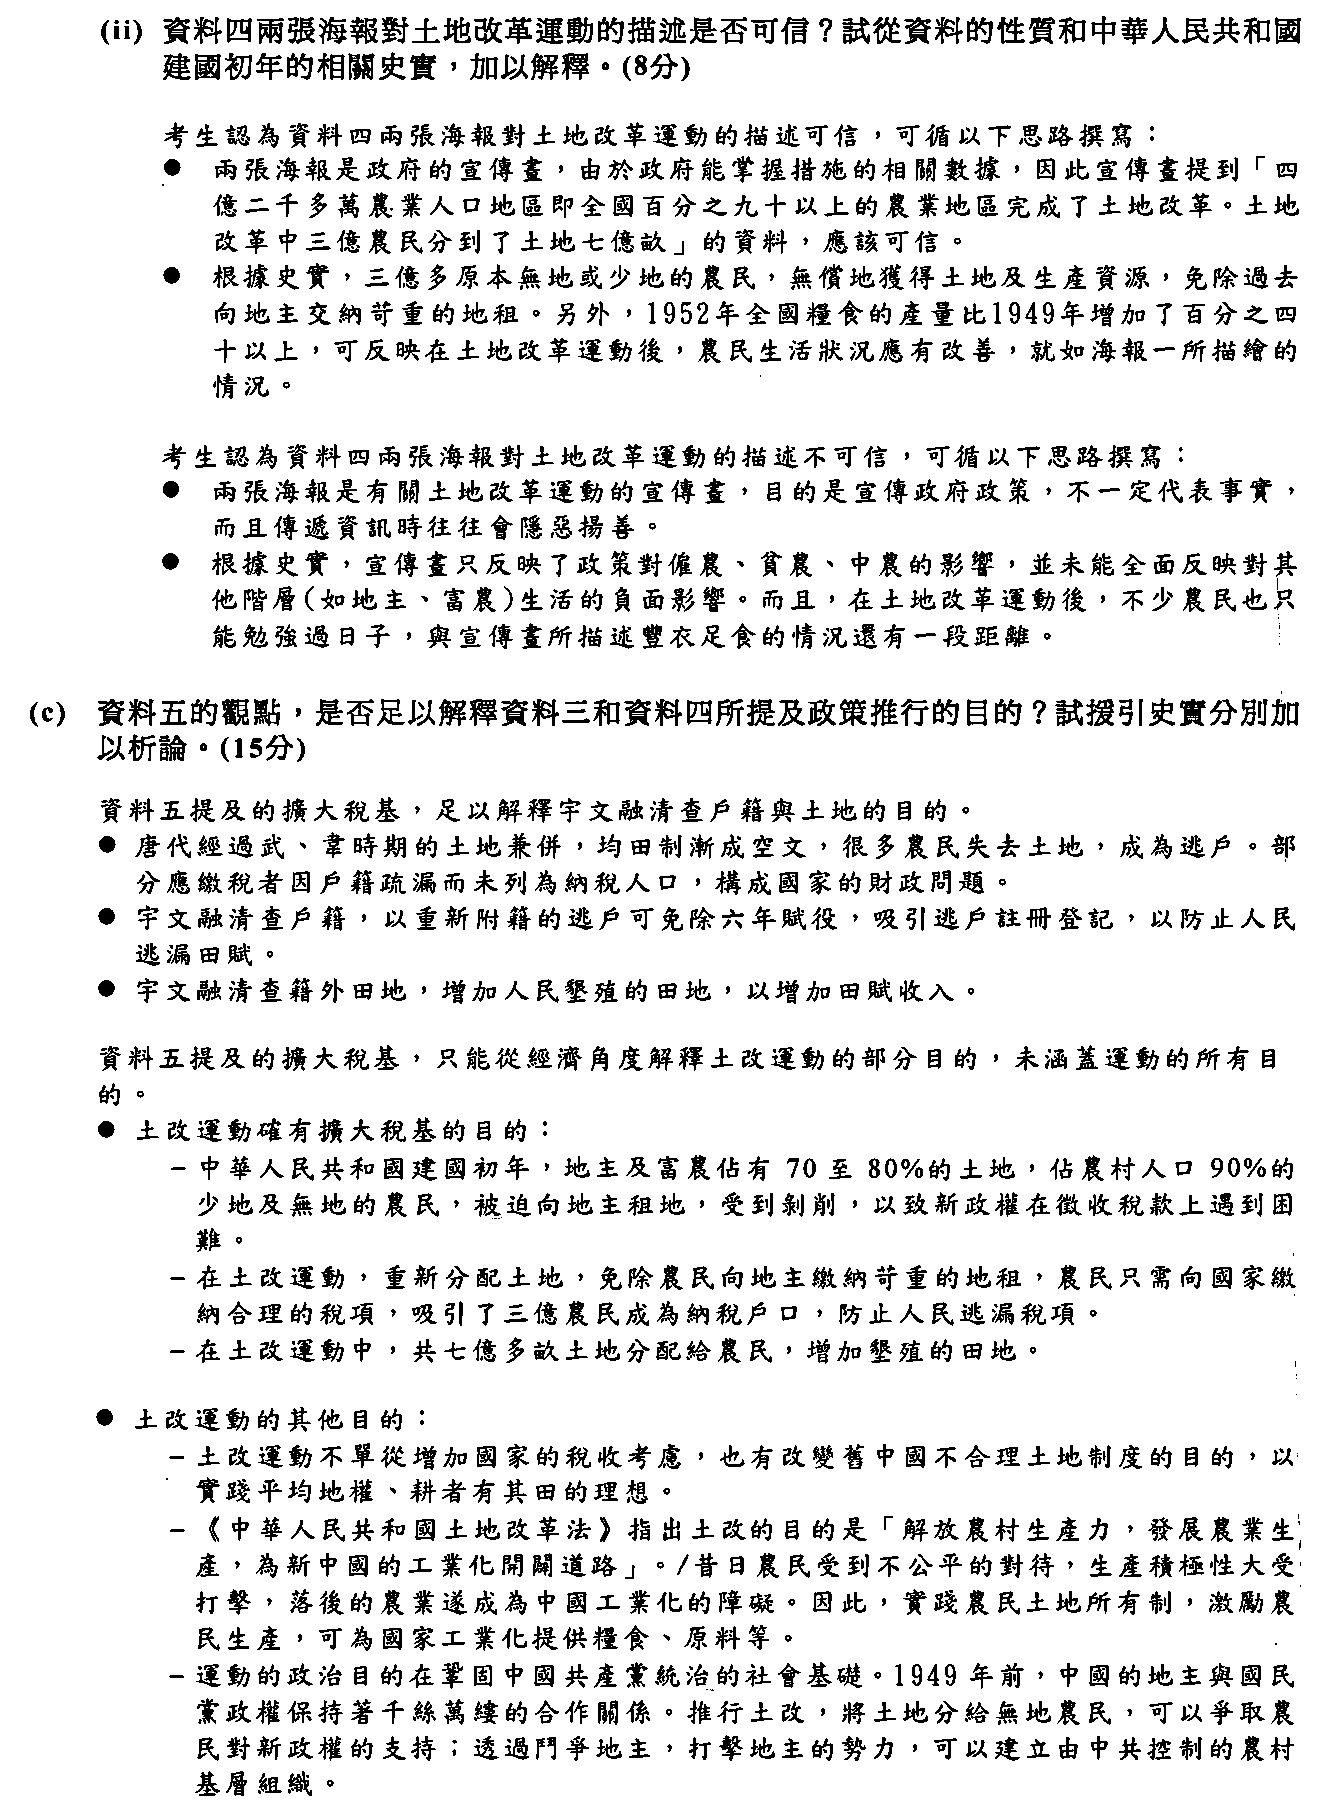 (ii) 資料四兩張海報對土地改革運動的描述是否可信？試從資料的性質和中華人民共和國
建國初年的相關史實，加以解釋。(8分)
考生認為資料四兩張海報對土地改革運動的描述可信，可循以下思路撰寫：
● 兩張海報是政府的宣傳畫，由於政府能掌握措施的相關數據，因此宣傳畫提到「四
億二千多萬農業人口地區即全國百分之九十以上的農業地區完成了土地改革。土地
改革中三億農民分到了土地七億畝」的資料，應該可信。
● 根據史實，三億多原本無地或少地的農民，無償地獲得土地及生產資源，免除過去
向地主交納苛重的地租。另外，1952年全國糧食的產量比1949年增加了百分之四
十以上，可反映在土地改革運動後，農民生活狀況應有改善，就如海報一所描繪的
情況。
考生認為資料四兩張海報對土地改革運動的描述不可信，可循以下思路撰寫：
● 兩張海報是有關土地改革運動的宣傳畫，目的是宣傳政府政策，不一定代表事實，
而且傳遞資訊時往往會隱惡揚善。
● 根據史實，宣傳畫只反映了政策對僱農、貧農、中農的影響，並未能全面反映對其
他階層(如地主、富農)生活的負面影響。而且，在土地改革運動後，不少農民也只
能勉強過日子，與宣傳畫所描述豐衣足食的情況還有一段距離。
(c) 資料五的觀點，是否足以解釋資料三和資料四所提及政策推行的目的？試援引史實分別加
以析論。(15分)
資料五提及的擴大稅基，足以解釋宇文融清查戶籍與土地的目的。
● 唐代經過武、韋時期的土地兼併，均田制漸成空文，很多農民失去土地，成為逃戶。部
分應繳稅者因戶籍疏漏而未列為納稅人口，構成國家的財政問題。
● 宇文融清查戶籍，以重新附籍的逃戶可免除六年賦役，吸引逃戶註冊登記，以防止人民
逃漏田賦。
● 宇文融清查籍外田地，增加人民墾殖的田地，以增加田賦收入。
資料五提及的擴大稅基，只能從經濟角度解釋土改運動的部分目的，未涵蓋運動的所有目
的。
● 土改運動確有擴大稅基的目的：
– 中華人民共和國建國初年，地主及富農佔有 70 至 80%的土地，佔農村人口 90%的
少地及無地的農民，被迫向地主租地，受到剝削，以致新政權在徵收稅款上遇到困
難。
– 在土改運動，重新分配土地，免除農民向地主繳納苛重的地租，農民只需向國家繳
納合理的稅項，吸引了三億農民成為納稅戶口，防止人民逃漏稅項。
– 在土改運動中，共七億多畝土地分配給農民，增加墾殖的田地。
● 土改運動的其他目的：
– 土改運動不單從增加國家的稅收考慮，也有改變舊中國不合理土地制度的目的，以
實踐平均地權、耕者有其田的理想。
– 《中華人民共和國土地改革法》指出土改的目的是「解放農村生產力，發展農業生
產，為新中國的工業化開闢道路」。/昔日農民受到不公平的對待，生產積極性大受
打擊，落後的農業遂成為中國工業化的障礙。因此，實踐農民土地所有制，激勵農
民生產，可為國家工業化提供糧食、原料等。
– 運動的政治目的在鞏固中國共產黨統治的社會基礎。1949 年前，中國的地主與國民
黨政權保持著千絲萬縷的合作關係。推行土改，將土地分給無地農民，可以爭取農
民對新政權的支持；透過鬥爭地主，打擊地主的勢力，可以建立由中共控制的農村
基層組織。